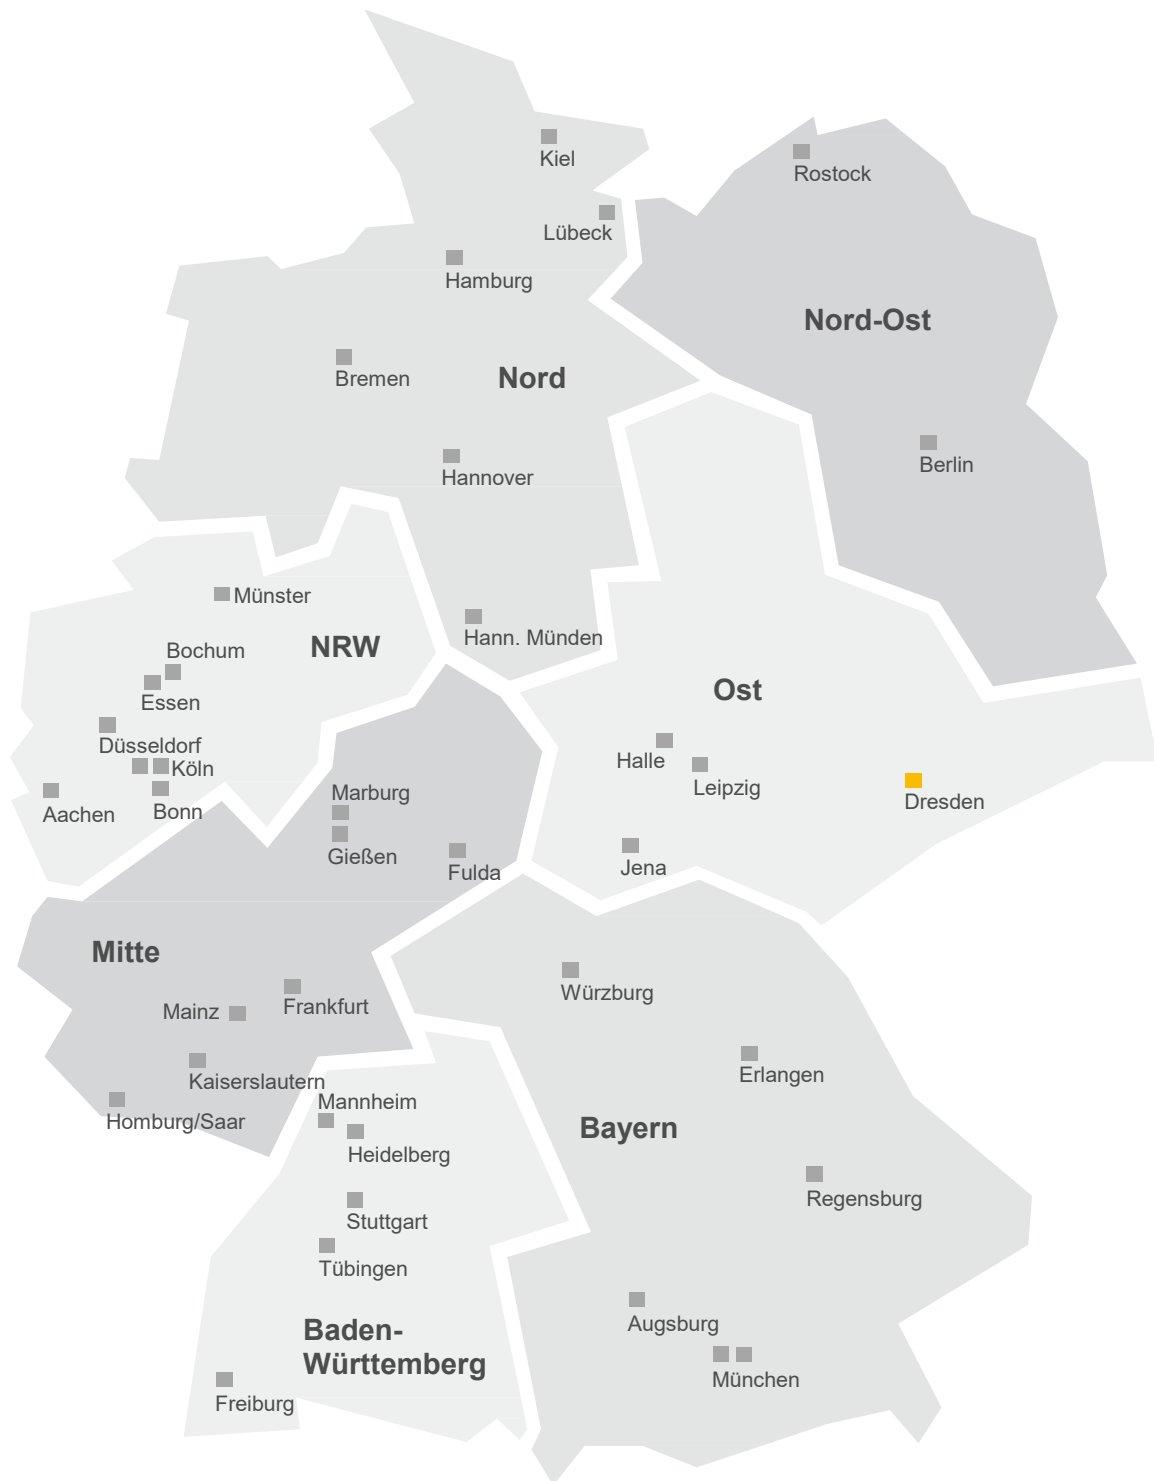 Kiel
Rostock
Lübeck
Hamburg
Nord-Ost
Bremen
Nord
Berlin
Hannover
Münster
Hann. Münden
NRW
Bochum
Essen
Ost
Düsseldorf
Halle
Köln
Leipzig
Marburg
Dresden
Aachen
Bonn
Gießen
Fulda
Jena
Mitte
Würzburg
Mainz
Frankfurt
Erlangen
Kaiserslautern
Mannheim
Homburg/Saar
Bayern
Heidelberg
Regensburg
Stuttgart
Tübingen
Augsburg
Baden-
Württemberg
München
Freiburg